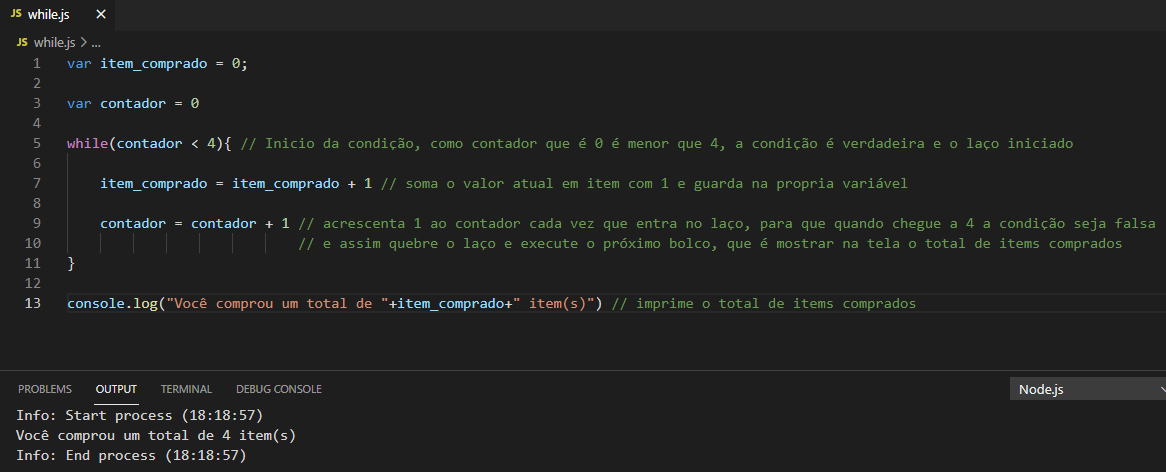 JS while.js ×
JS while.js > ...
1 var item_comprado = 0;
2
3 var contador = 0
4
5 while(contador < 4){ // Inicio da condição, como contador que é 0 é menor que 4, a condição é verdadeira e o laço iniciado
6
7 item_comprado = item_comprado + 1 // soma o valor atual em item com 1 e guarda na propria variável
8
9 contador = contador + 1 // acrescenta 1 ao contador cada vez que entra no laço, para que quando chegue a 4 a condição seja falsa
10 // e assim quebre o laço e execute o próximo bolco, que é mostrar na tela o total de items comprados
11 }
12
13 console.log("Você comprou um total de "+item_comprado+" item(s)") // imprime o total de items comprados
PROBLEMS OUTPUT TERMINAL DEBUG CONSOLE Node.js
Info: Start process (18:18:57)
Você comprou um total de 4 item(s)
Info: End process (18:18:57)